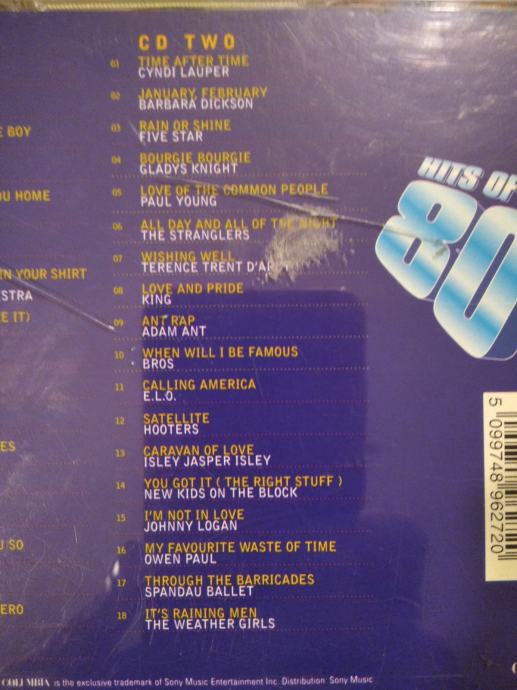 CD TWO
01 TIME AFTER TIME
CYNDI LAUPER
02 JANUARY, FEBRUARY
BARBARA DICKSON
03 RAIN OR SHINE
FIVE STAR
04 BOURGIE BOURGIE
GLADYS KNIGHT
05 LOVE OF THE COMMON PEOPLE
PAUL YOUNG
06 ALL DAY AND ALL OF THE NIGHT
THE STRANGLERS
07 WISHING WELL
TERENCE TRENT D'AR
08 LOVE AND PRIDE
KING
09 ANT RAP
ADAM ANT
10 WHEN WILL I BE FAMOUS
BROS
11 CALLING AMERICA
E.L.O.
12 SATELLITE
HOOTERS
13 CARAVAN OF LOVE
ISLEY JASPER ISLEY
14 YOU GOT IT ( THE RIGHT STUFF )
NEW KIDS ON THE BLOCK
15 I'M NOT IN LOVE
JOHNNY LOGAN
16 MY FAVOURITE WASTE OF TIME
OWEN PAUL
17 THROUGH THE BARRICADES
SPANDAU BALLET
18 IT'S RAINING MEN
THE WEATHER GIRLS
E BOY
U HOME
IN YOUR SHIRT
STRA
E IT)
ES
U SO
ERO
HITS OF
80
5 099748 962720
COLUMBIA is the exclusive trademark of Sony Music Entertainment Inc. Distribution Sony Music